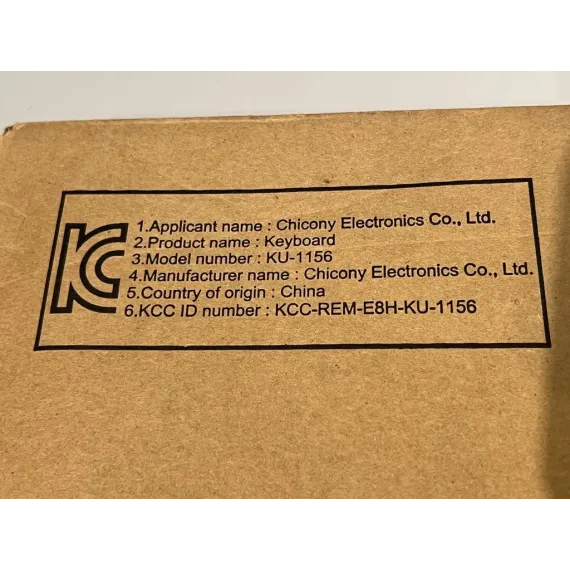 KC
1.Applicant name : Chicony Electronics Co., Ltd.
2.Product name : Keyboard
3.Model number : KU-1156
4.Manufacturer name : Chicony Electronics Co., Ltd.
5.Country of origin : China
6.KCC ID number : KCC-REM-E8H-KU-1156